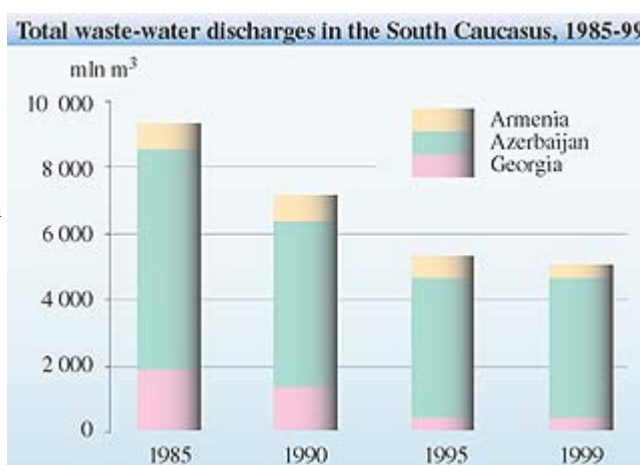 Total waste-water discharges in the South Caucasus, 1985-99
mln m³
10 000
8 000
6 000
4 000
2 000
0
Armenia
Azerbaijan
Georgia
1985 1990 1995 1999